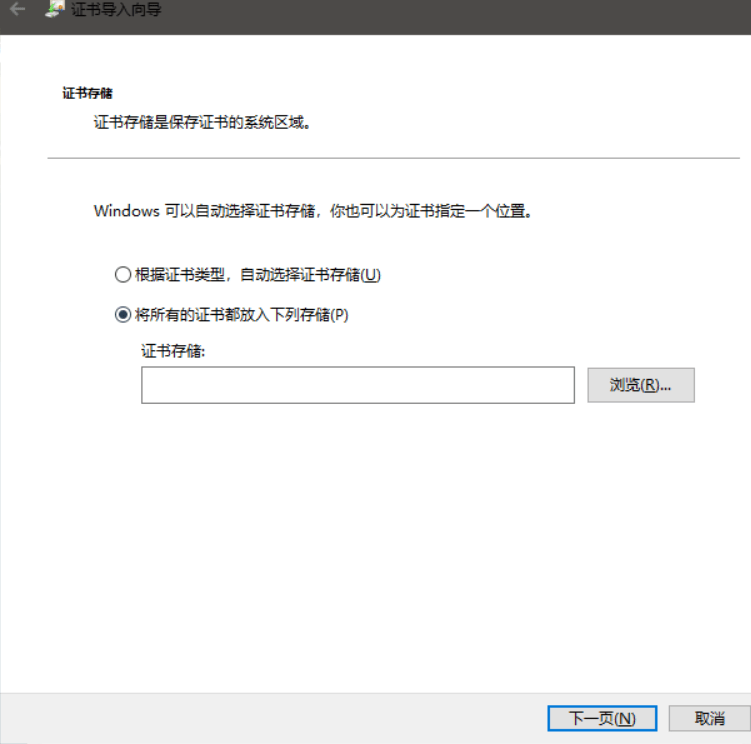 证书导入向导
证书存储
证书存储是保存证书的系统区域。
Windows 可以自动选择证书存储，你也可以为证书指定一个位置。
根据证书类型，自动选择证书存储(U)
将所有的证书都放入下列存储(P)
证书存储:
浏览(R)...
下一页(N)
取消